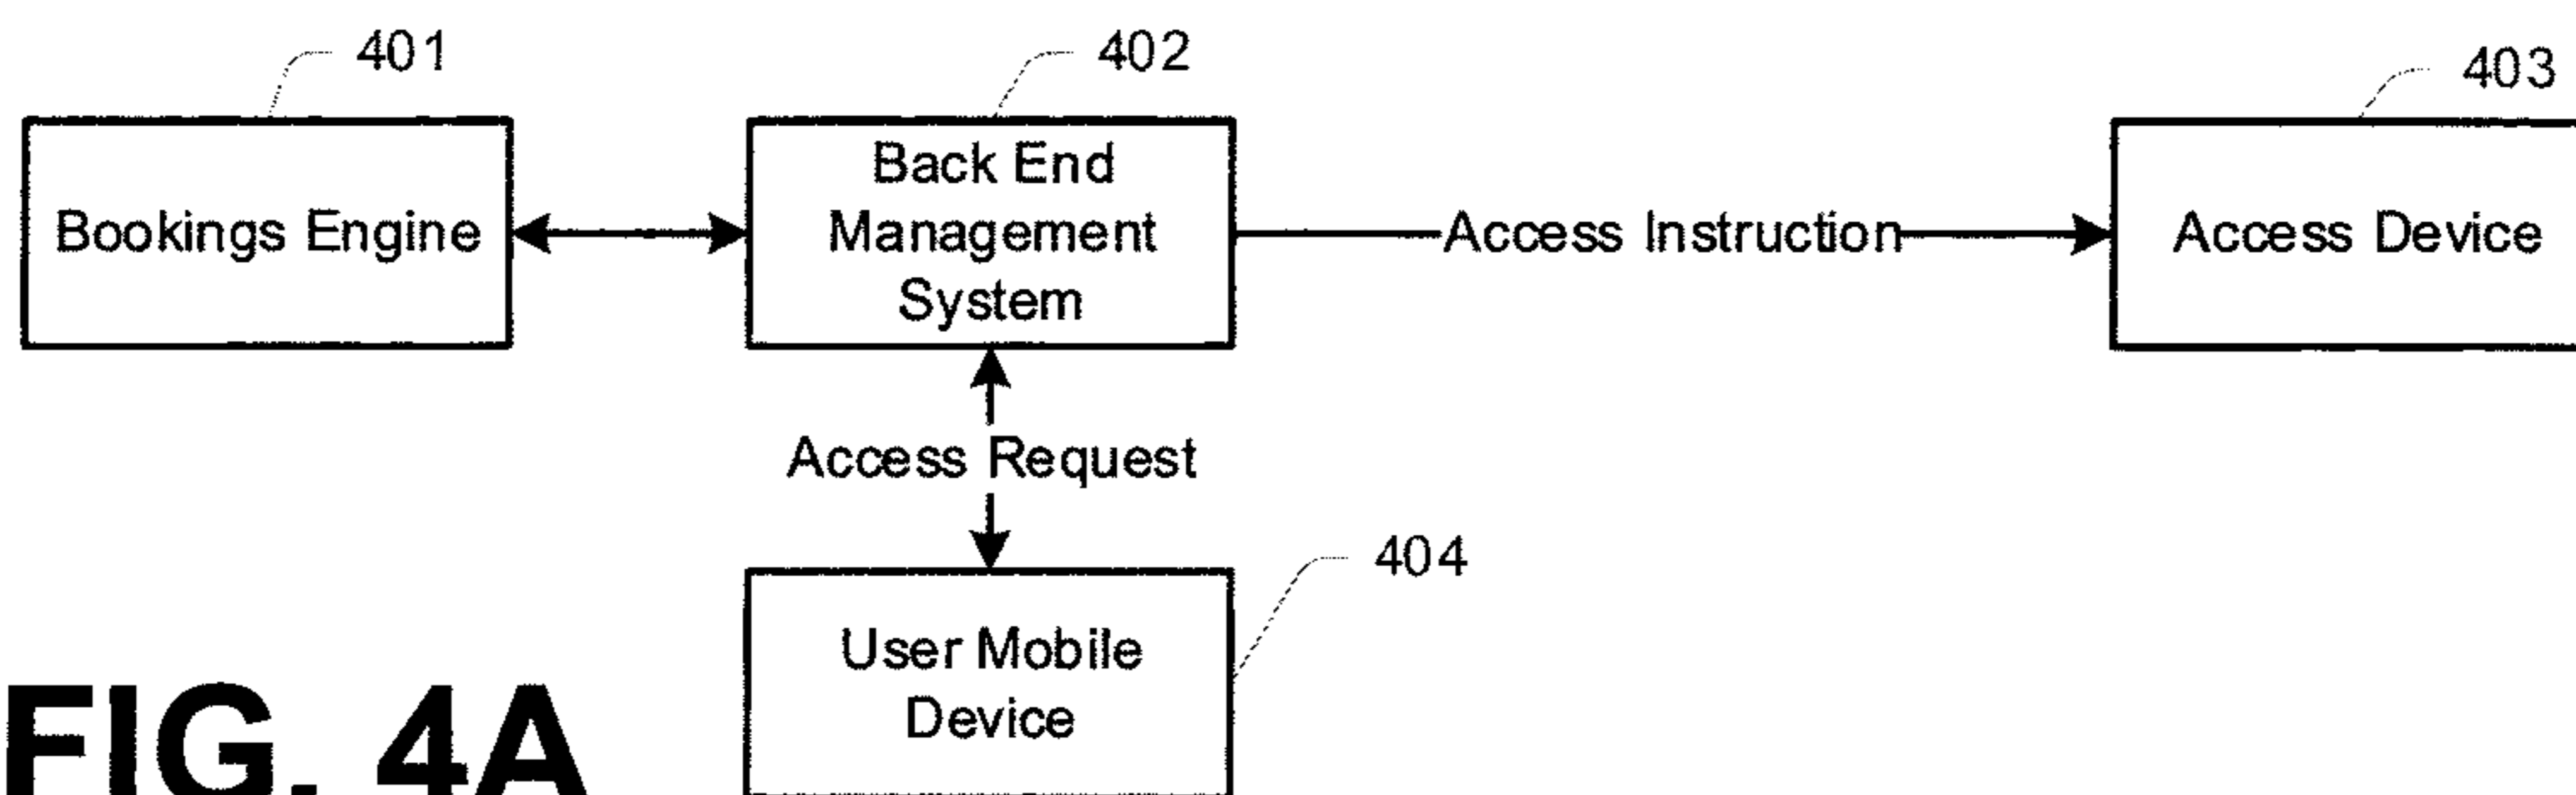 401
402
403
Bookings Engine
Back End
Management
System
Access Instruction
Access Device
Access Request
404
User Mobile
Device
FIG. 4A